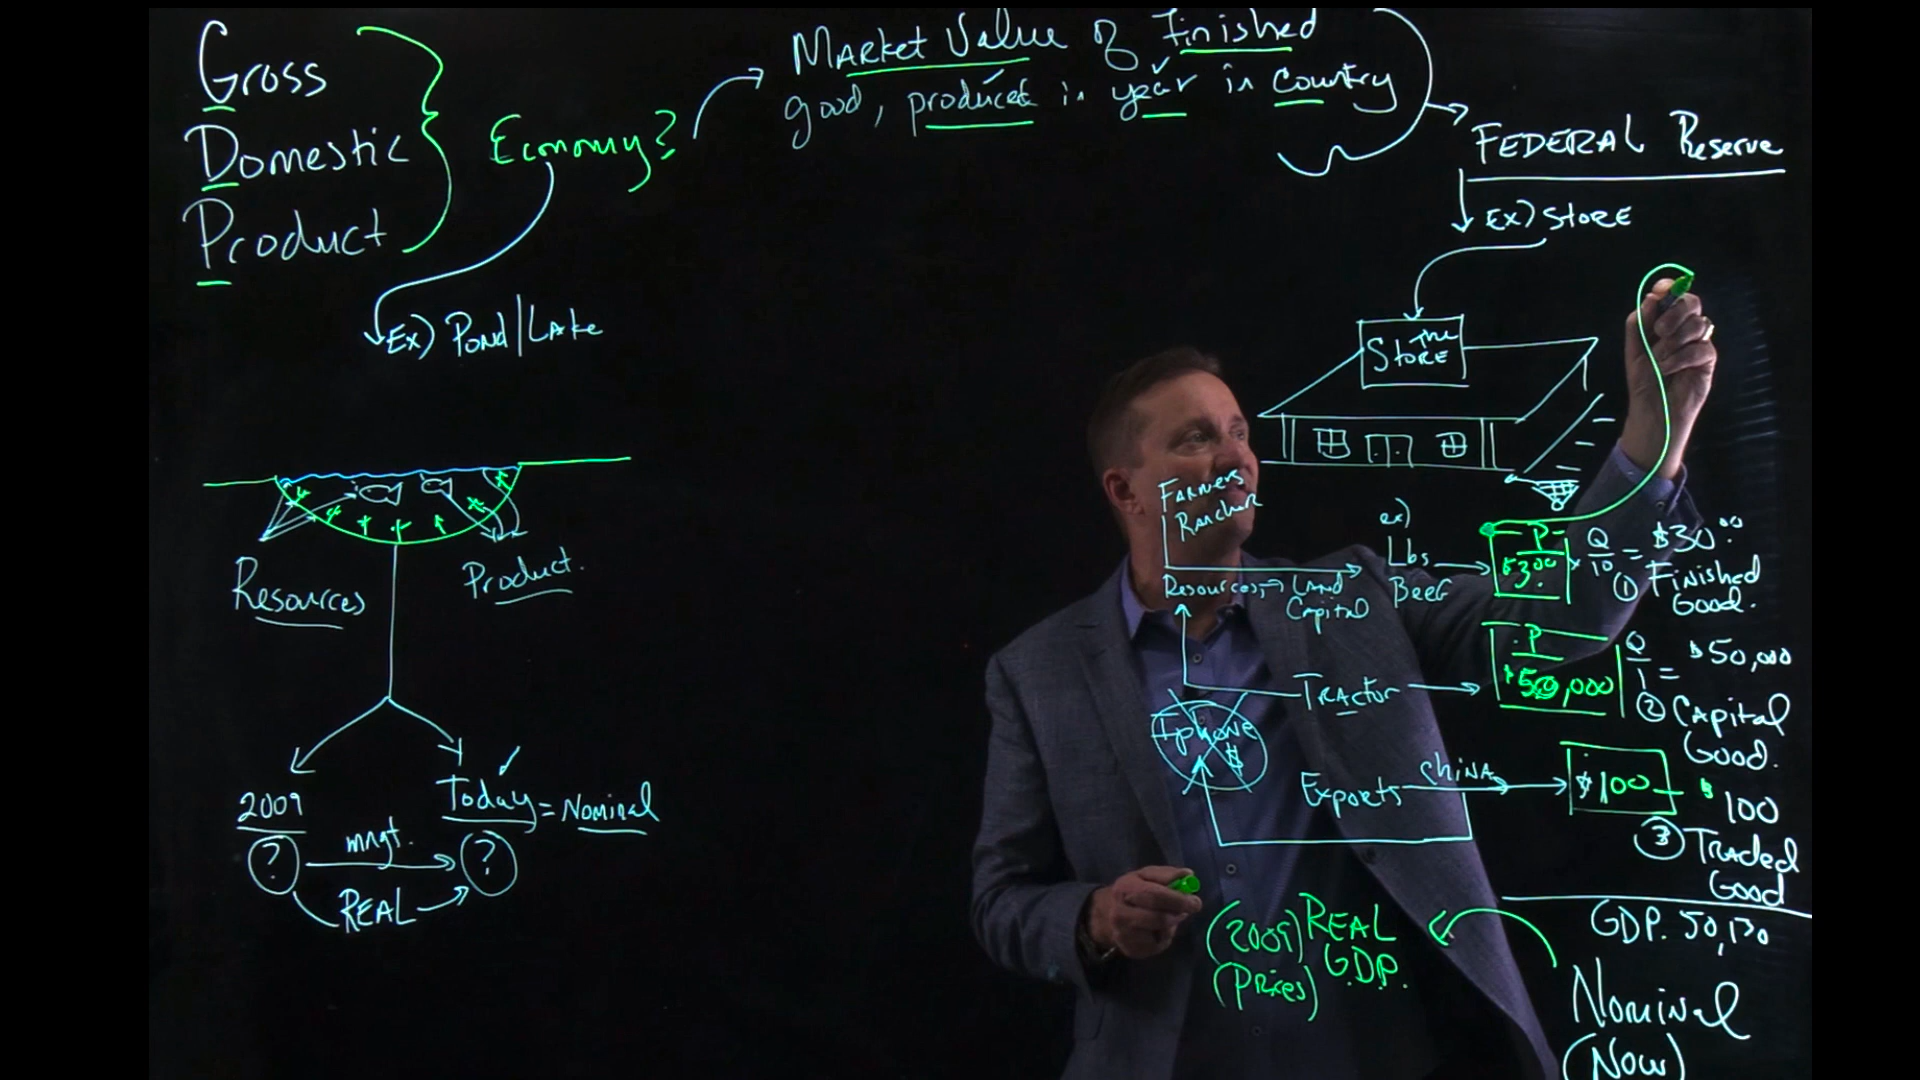 Gross
Domestic
Product
Economy?
Market Value of Finished
good, produced in year in Country
FEDERAL Reserve
Ex) STORE
Ex) Pond/Lake
The
STORE
Farmers
Rancher
Resources → Land
Capital
ex)
Lbs
Beef
P
$3.00
x
Q
10
= $30.00
① Finished
Good.
Resources
Product.
P
$50,000
Q
1
= $50,000
② Capital
Good.
Tractor
Iphone
$
Exports
China
$100
$100
③ Traded
Good
2009
?
mngt.
REAL
Today = Nominal
?
GDP. 50,130
(2009) REAL
(Prices) G.D.P.
Nominal
(Now)